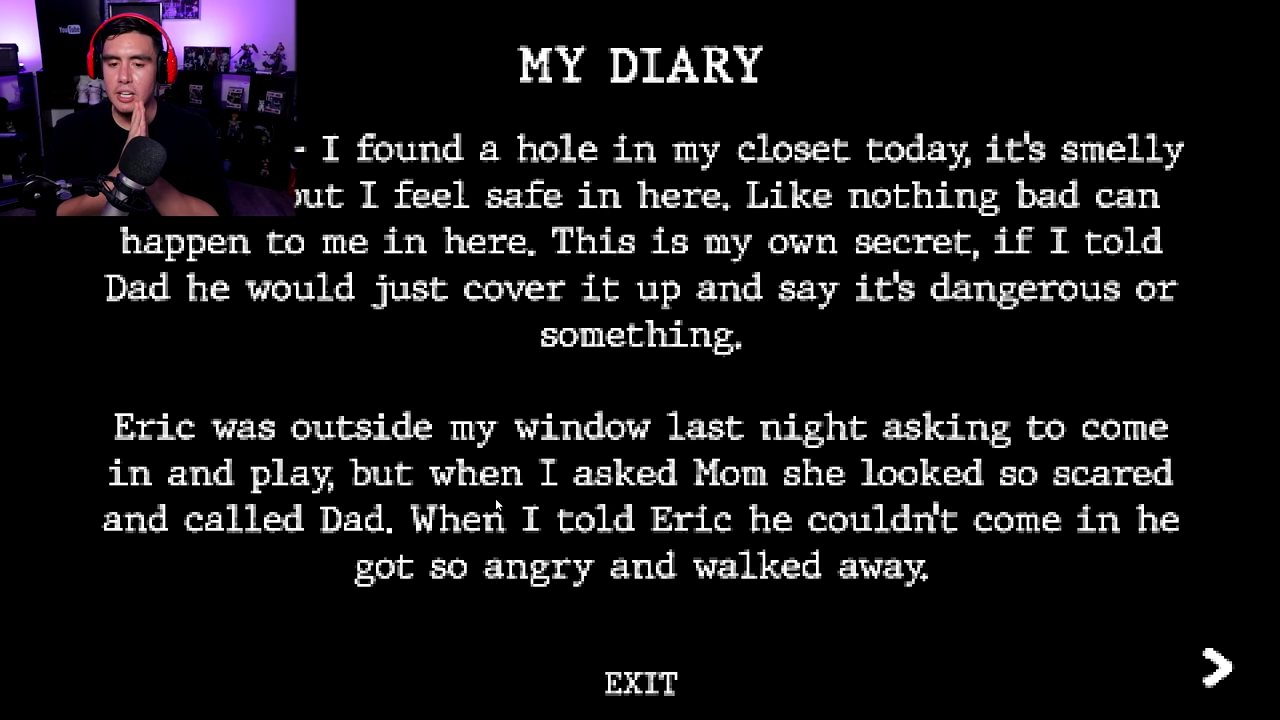 YouTube
MY DIARY
- I found a hole in my closet today, it's smelly
but I feel safe in here. Like nothing bad can
happen to me in here. This is my own secret, if I told
Dad he would just cover it up and say it's dangerous or
something.
Eric was outside my window last night asking to come
in and play, but when I asked Mom she looked so scared
and called Dad. When I told Eric he couldn't come in he
got so angry and walked away.
EXIT